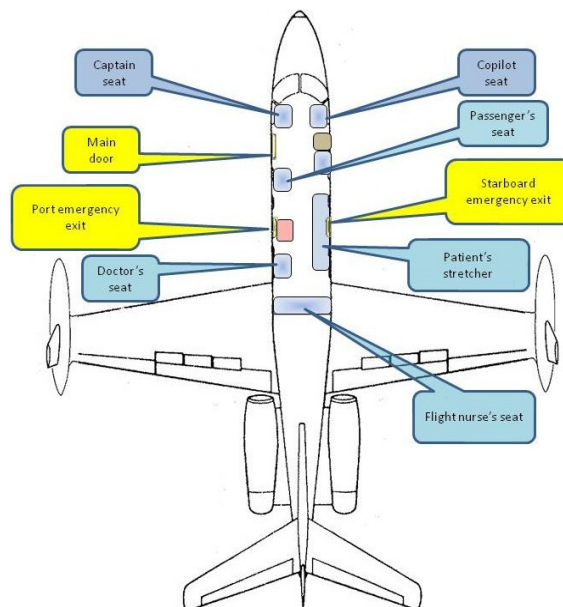 Captain
seat
Copilot
seat
Main
door
Passenger's
seat
Port emergency
exit
Starboard
emergency exit
Doctor's
seat
Patient's
stretcher
Flight nurse's seat